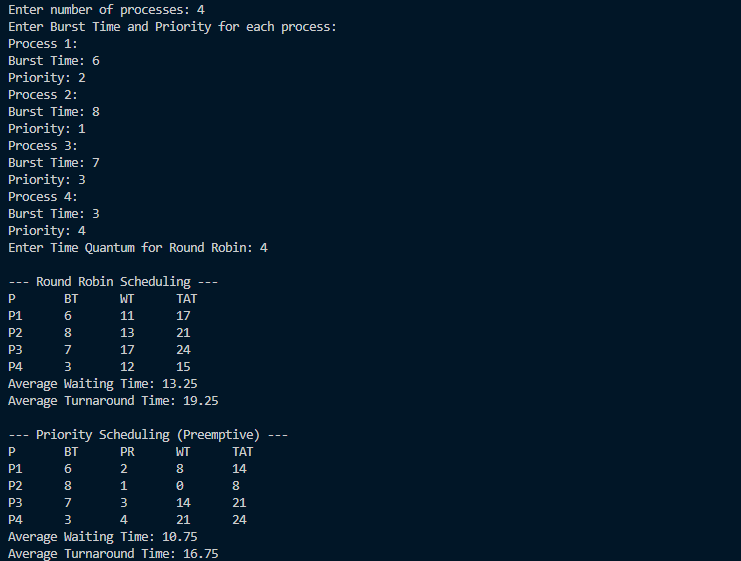 Enter number of processes: 4
Enter Burst Time and Priority for each process:
Process 1:
Burst Time: 6
Priority: 2
Process 2:
Burst Time: 8
Priority: 1
Process 3:
Burst Time: 7
Priority: 3
Process 4:
Burst Time: 3
Priority: 4
Enter Time Quantum for Round Robin: 4

--- Round Robin Scheduling ---
P BT WT TAT
P1 6 11 17
P2 8 13 21
P3 7 17 24
P4 3 12 15
Average Waiting Time: 13.25
Average Turnaround Time: 19.25

--- Priority Scheduling (Preemptive) ---
P BT PR WT TAT
P1 6 2 8 14
P2 8 1 0 8
P3 7 3 14 21
P4 3 4 21 24
Average Waiting Time: 10.75
Average Turnaround Time: 16.75